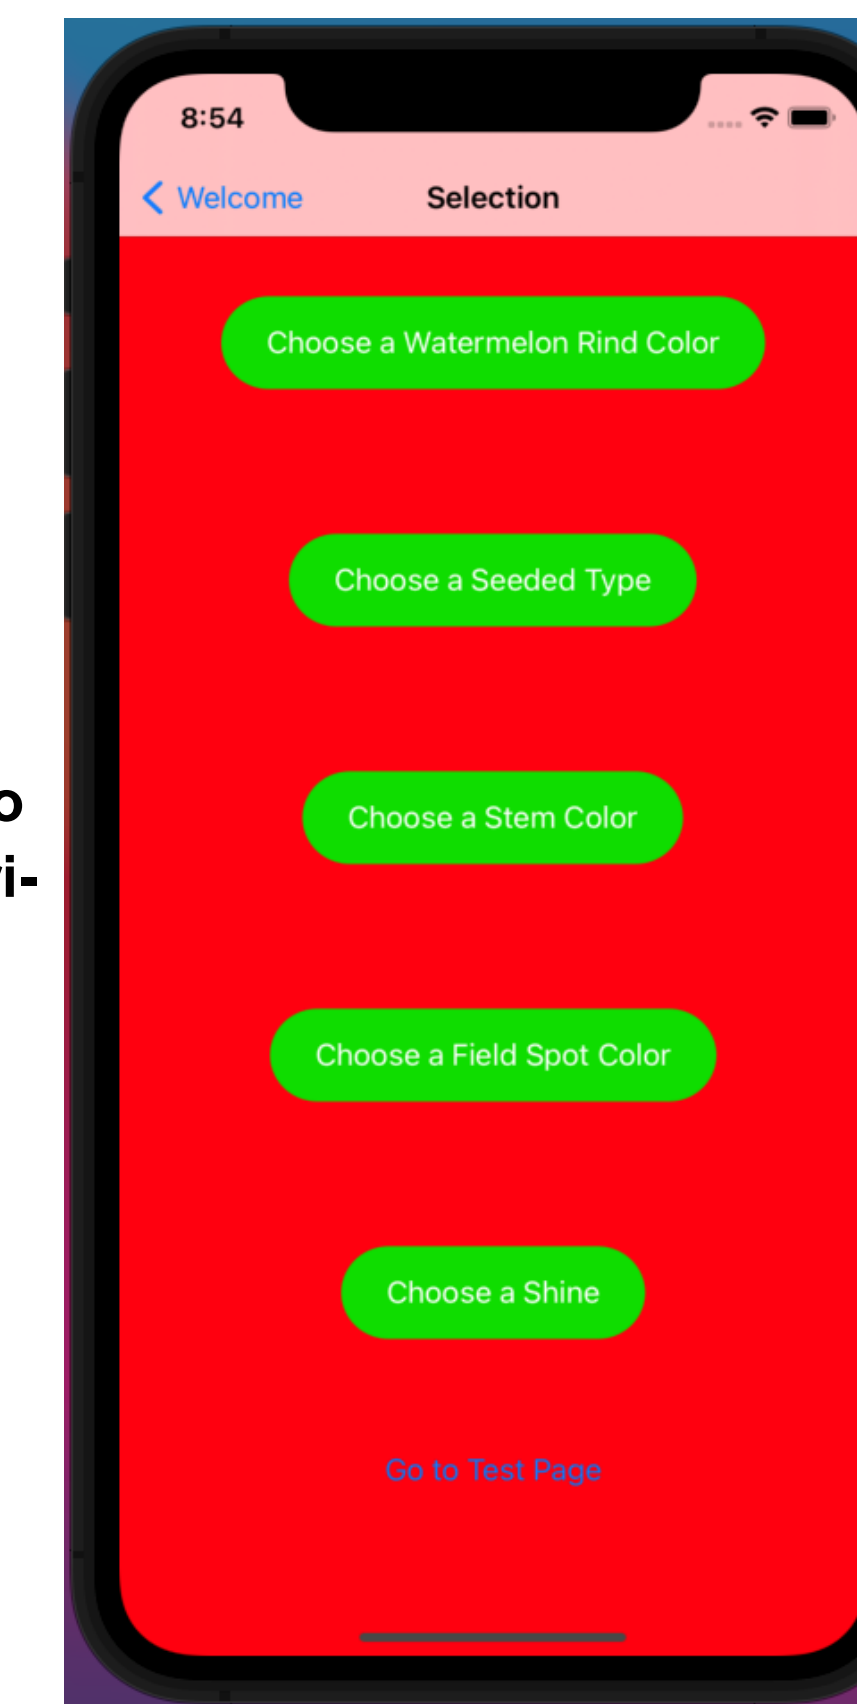 8:54
Welcome
Selection
Choose a Watermelon Rind Color
Choose a Seeded Type
Choose a Stem Color
Choose a Field Spot Color
Choose a Shine
Go to Test Page